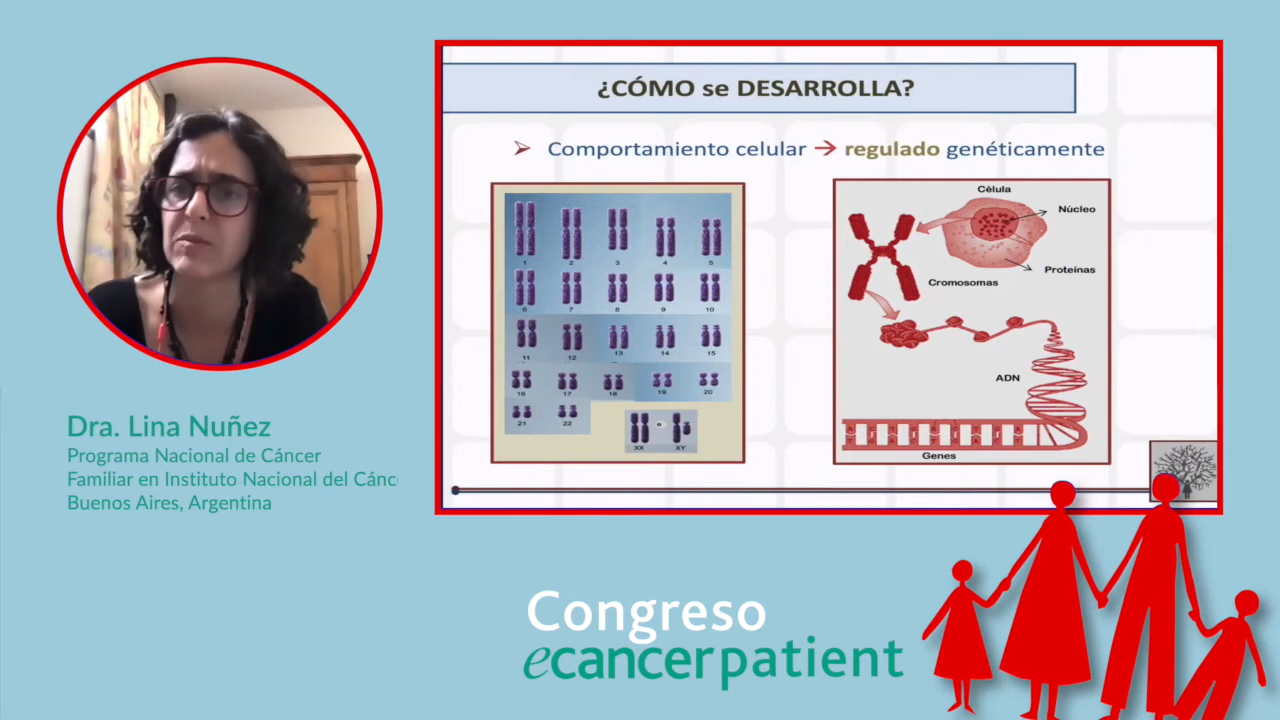 ¿CÓMO se DESARROLLA?
➢ Comportamiento celular → regulado genéticamente
1 2 3 4 5
6 7 8 9 10
11 12 13 14 15
16 17 18 19 20
21 22
o
XX XY
Célula
Núcleo
Proteínas
Cromosomas
ADN
Genes
Dra. Lina Nuñez
Programa Nacional de Cáncer
Familiar en Instituto Nacional del Cánc
Buenos Aires, Argentina
Congreso
ecancerpatient